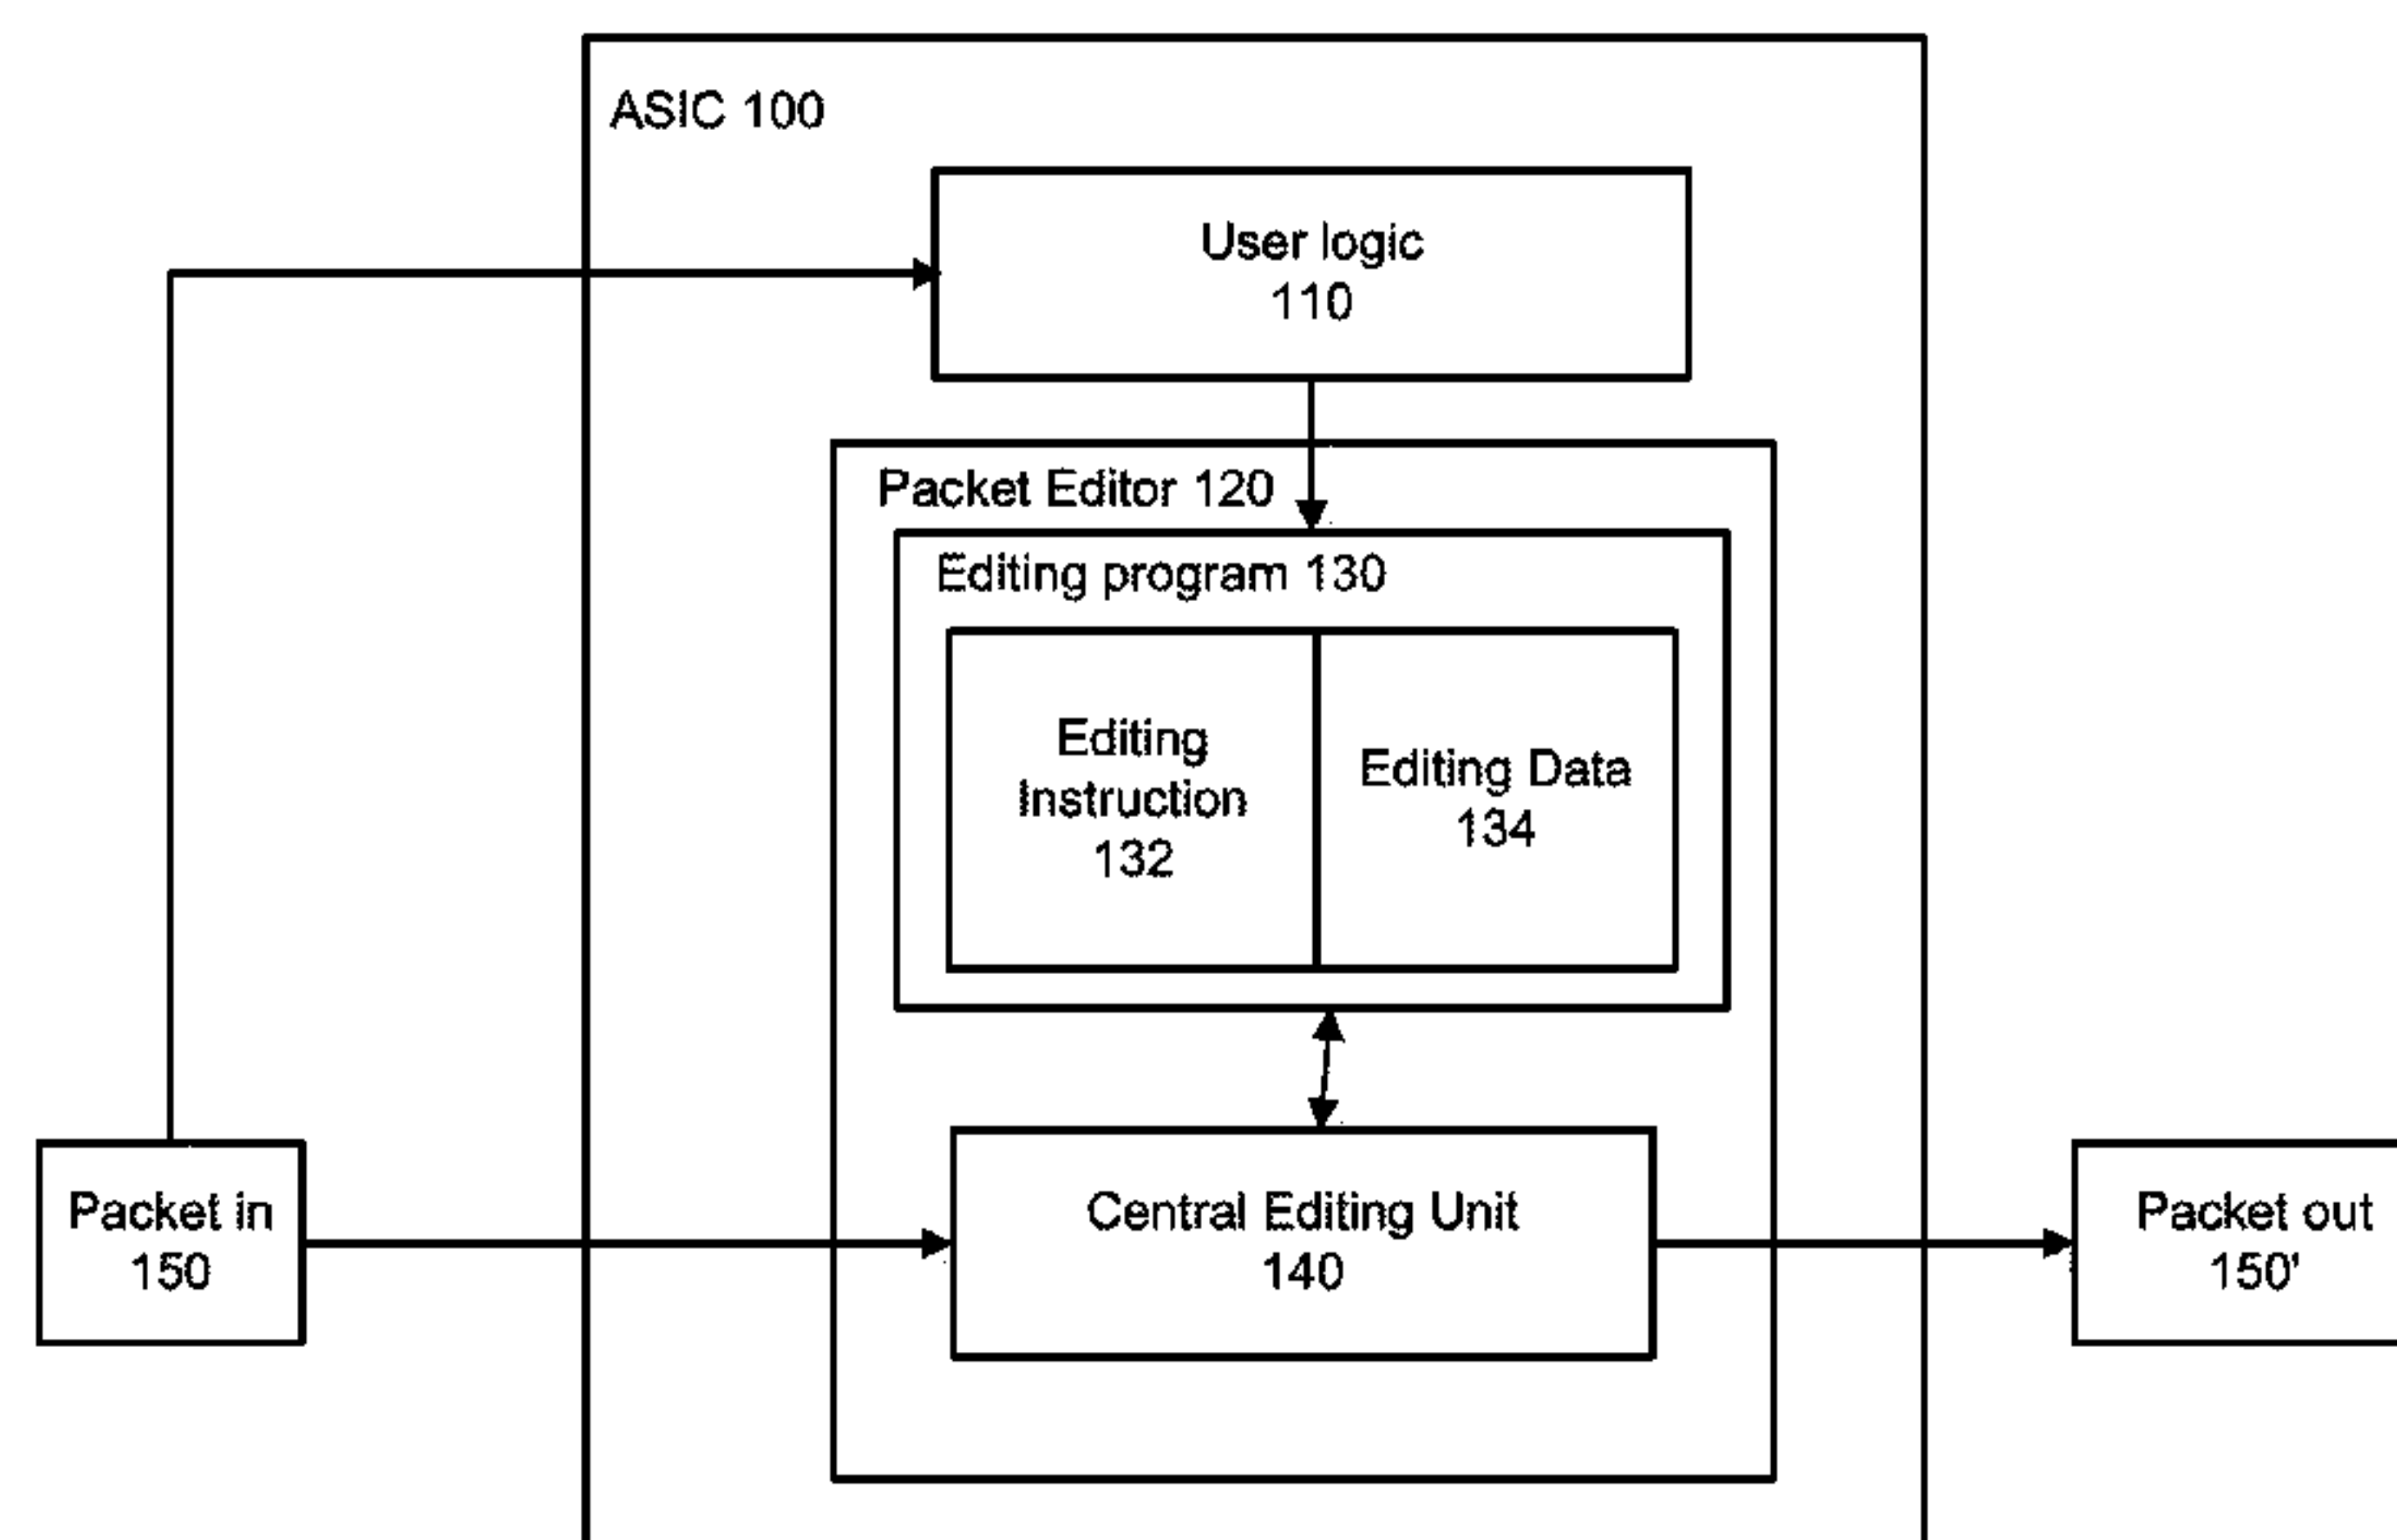 ASIC 100
User logic
110
Packet Editor 120
Editing program 130
Editing
Instruction
132
Editing Data
134
Packet in
150
Central Editing Unit
140
Packet out
150'